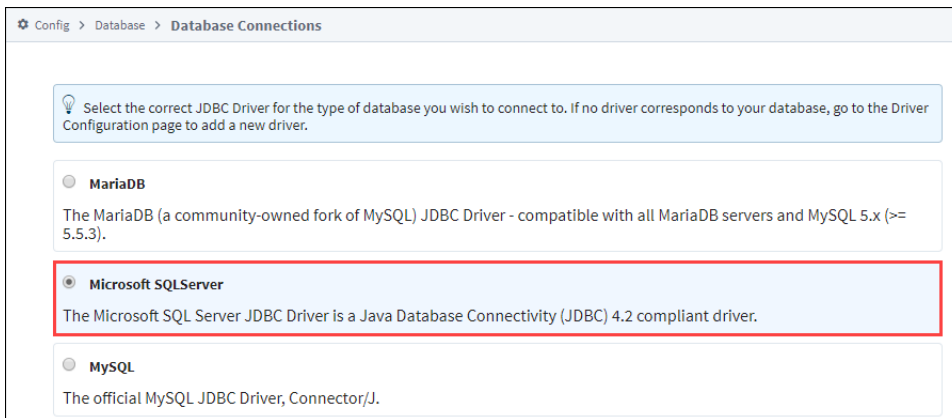 Config > Database > Database Connections
Select the correct JDBC Driver for the type of database you wish to connect to. If no driver corresponds to your database, go to the Driver
Configuration page to add a new driver.
MariaDB
The MariaDB (a community-owned fork of MySQL) JDBC Driver - compatible with all MariaDB servers and MySQL 5.x (>=
5.5.3).
Microsoft SQLServer
The Microsoft SQL Server JDBC Driver is a Java Database Connectivity (JDBC) 4.2 compliant driver.
MySQL
The official MySQL JDBC Driver, Connector/J.